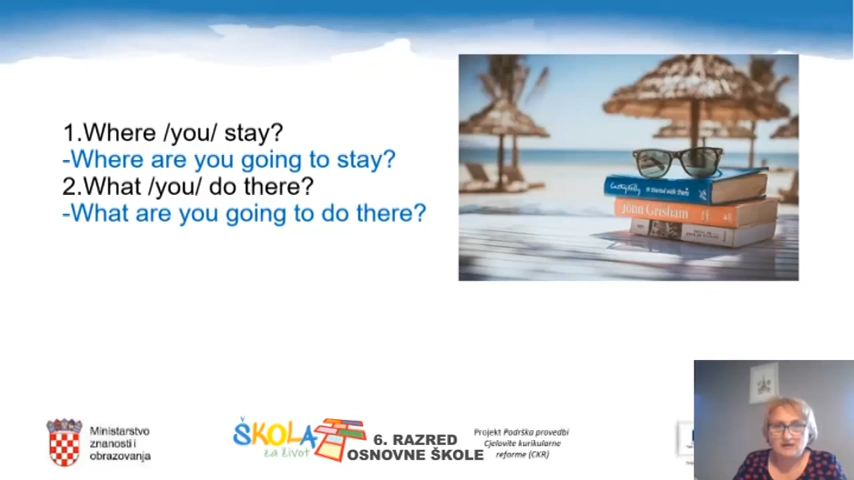 1.Where /you/ stay?
-Where are you going to stay?
2.What /you/ do there?
-What are you going to do there?
John Grisham
Ministarstvo
znanosti i
obrazovanja
ŠKOLA
za život
6. RAZRED
OSNOVNE ŠKOLE
Projekt Podrška provedbi
Cjelovite kurikularne
reforme (CKR)